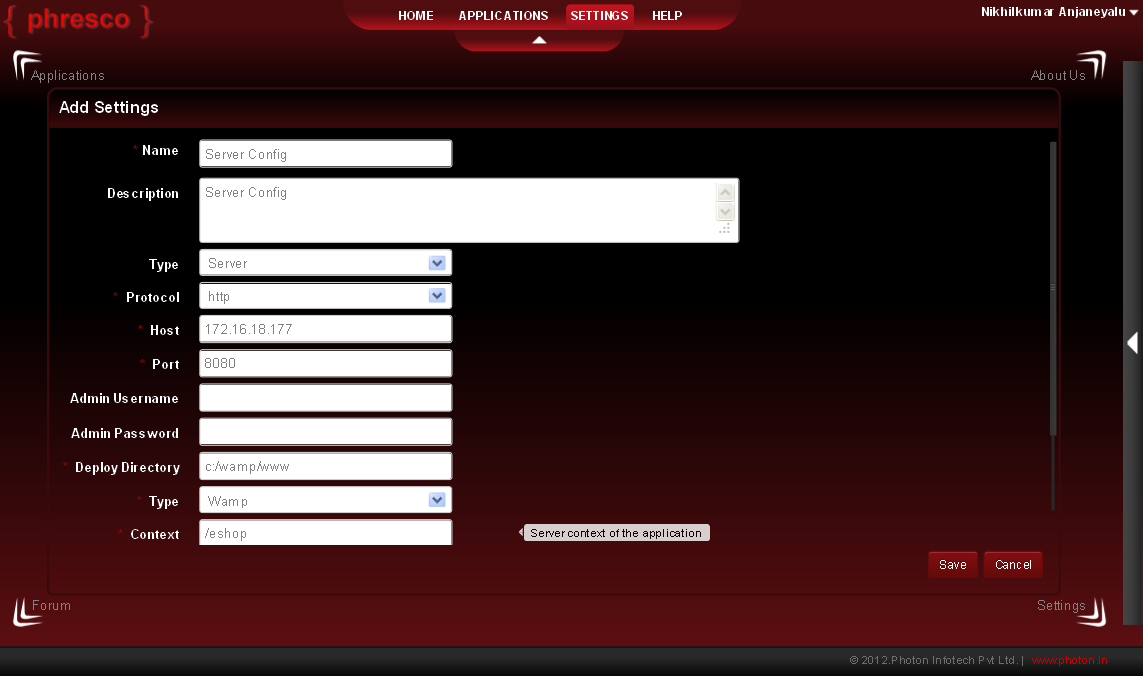 { phresco }
HOME APPLICATIONS SETTINGS HELP
Nikhilkumar Anjaneyalu
Applications
About Us
Add Settings
* Name Server Config
Description Server Config
Type Server
* Protocol http
* Host 172.16.18.177
* Port 8080
Admin Username
Admin Password
* Deploy Directory c:/wamp/www
* Type Wamp
* Context /eshop
Server context of the application
Save Cancel
Forum
Settings
© 2012.Photon Infotech Pvt Ltd. | www.photon.in